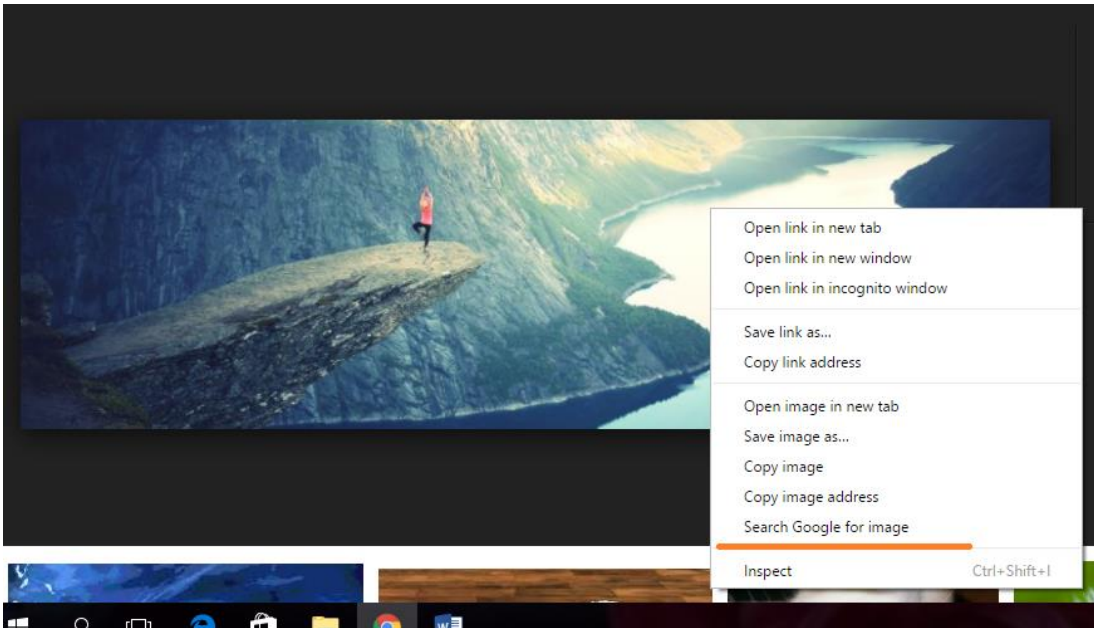 Open link in new tab
Open link in new window
Open link in incognito window
Save link as...
Copy link address
Open image in new tab
Save image as...
Copy image
Copy image address
Search Google for image
Inspect Ctrl+Shift+I